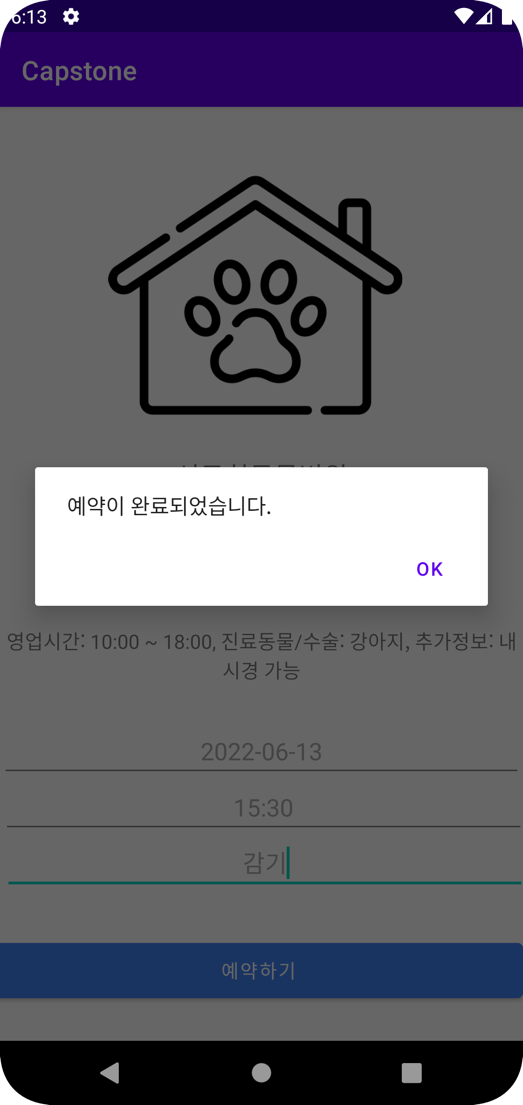 6:13
Capstone
예약이 완료되었습니다.
OK
영업시간: 10:00 ~ 18:00, 진료동물/수술: 강아지, 추가정보: 내
시경 가능
2022-06-13
15:30
감기
예약하기